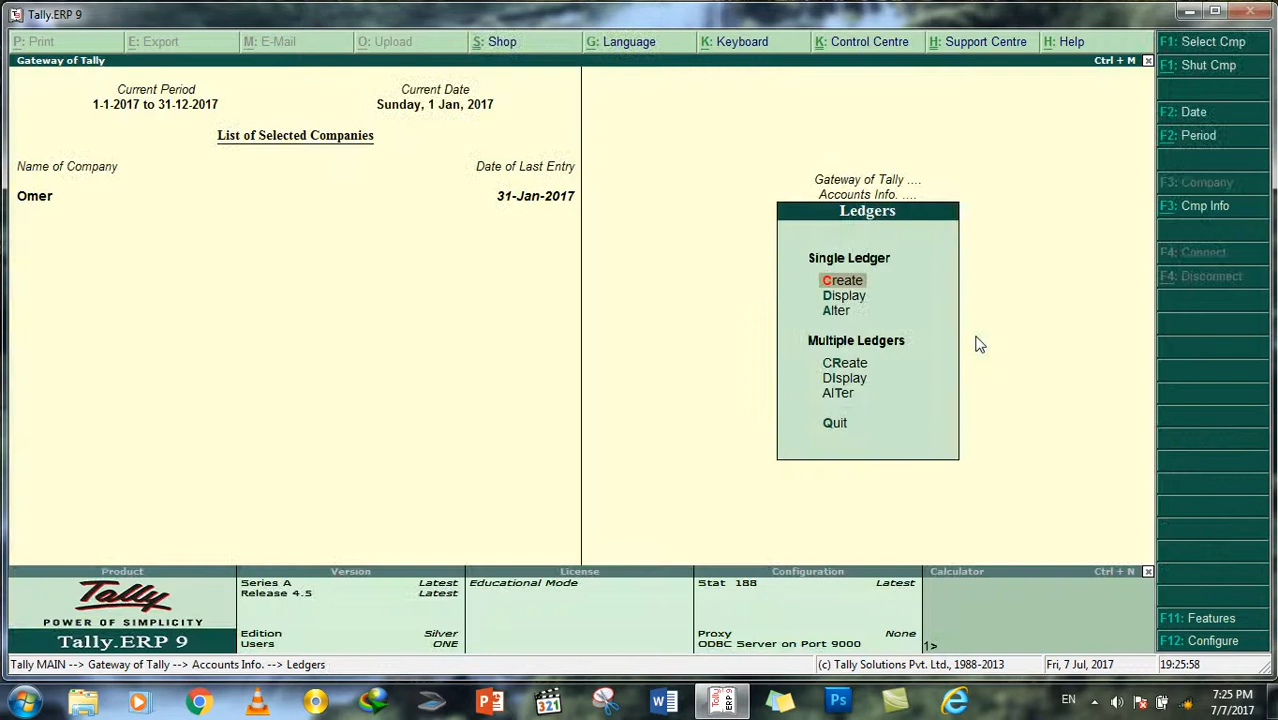 Tally.ERP 9
P: Print
E: Export
M: E-Mail
O: Upload
S: Shop
G: Language
K: Keyboard
K: Control Centre
H: Support Centre
H: Help
F1: Select Cmp
Gateway of Tally
Ctrl + M
F1: Shut Cmp
Current Period
1-1-2017 to 31-12-2017
Current Date
Sunday, 1 Jan, 2017
F2: Date
F2: Period
List of Selected Companies
Name of Company
Date of Last Entry
Omer
31-Jan-2017
F3: Company
F3: Cmp Info
F4: Connect
F4: Disconnect
Gateway of Tally ....
Accounts Info. ....
Ledgers
Single Ledger
Create
Display
Alter
Multiple Ledgers
CReate
DIsplay
AlTer
Quit
Product
Tally
POWER OF SIMPLICITY
Tally.ERP 9
Version
Series A Latest
Release 4.5 Latest
Edition Silver
Users ONE
License
Educational Mode
Configuration
Stat 188 Latest
Proxy None
ODBC Server on Port 9000
Calculator
Ctrl + N
1>
F11: Features
F12: Configure
Tally MAIN --> Gateway of Tally --> Accounts Info. --> Ledgers
(c) Tally Solutions Pvt. Ltd., 1988-2013
Fri, 7 Jul, 2017
19:25:58
321
W
Tally
ERP 9
Ps
EN
7:25 PM
7/7/2017